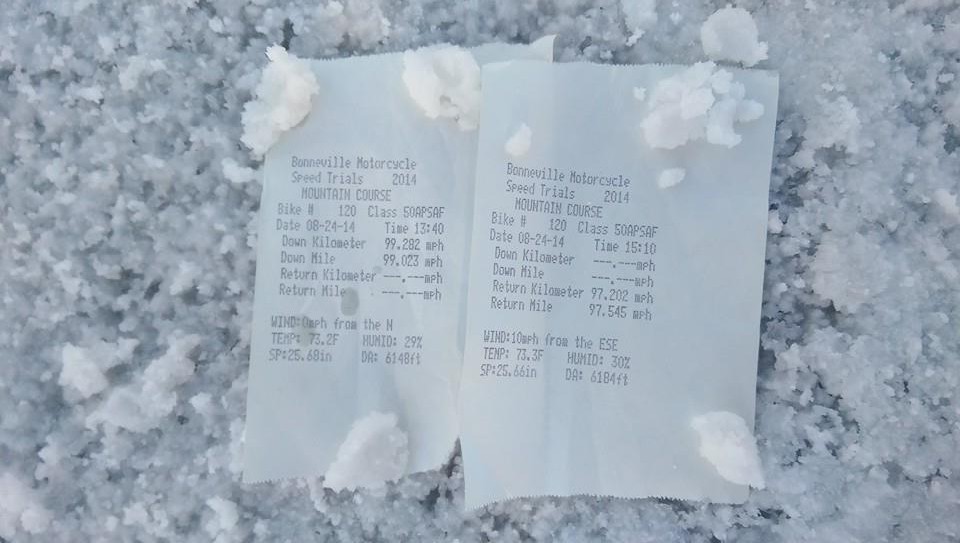 Bonneville Motorcycle
Speed Trials 2014
MOUNTAIN COURSE
Bike # 120 Class 50APSAF
Date 08-24-14 Time 13:40
Down Kilometer 99.282 mph
Down Mile 99.023 mph
Return Kilometer ---.---mph
Return Mile ---.---mph
WIND:0mph from the N
TEMP: 73.2F HUMID: 29%
SP:25.68in DA: 6148ft
Bonneville Motorcycle
Speed Trials 2014
MOUNTAIN COURSE
Bike # 120 Class 50APSAF
Date 08-24-14 Time 15:10
Down Kilometer ---.---mph
Down Mile ---.---mph
Return Kilometer 97.202 mph
Return Mile 97.545 mph
WIND:10mph from the ESE
TEMP: 73.3F HUMID: 30%
SP:25.66in DA: 6184ft